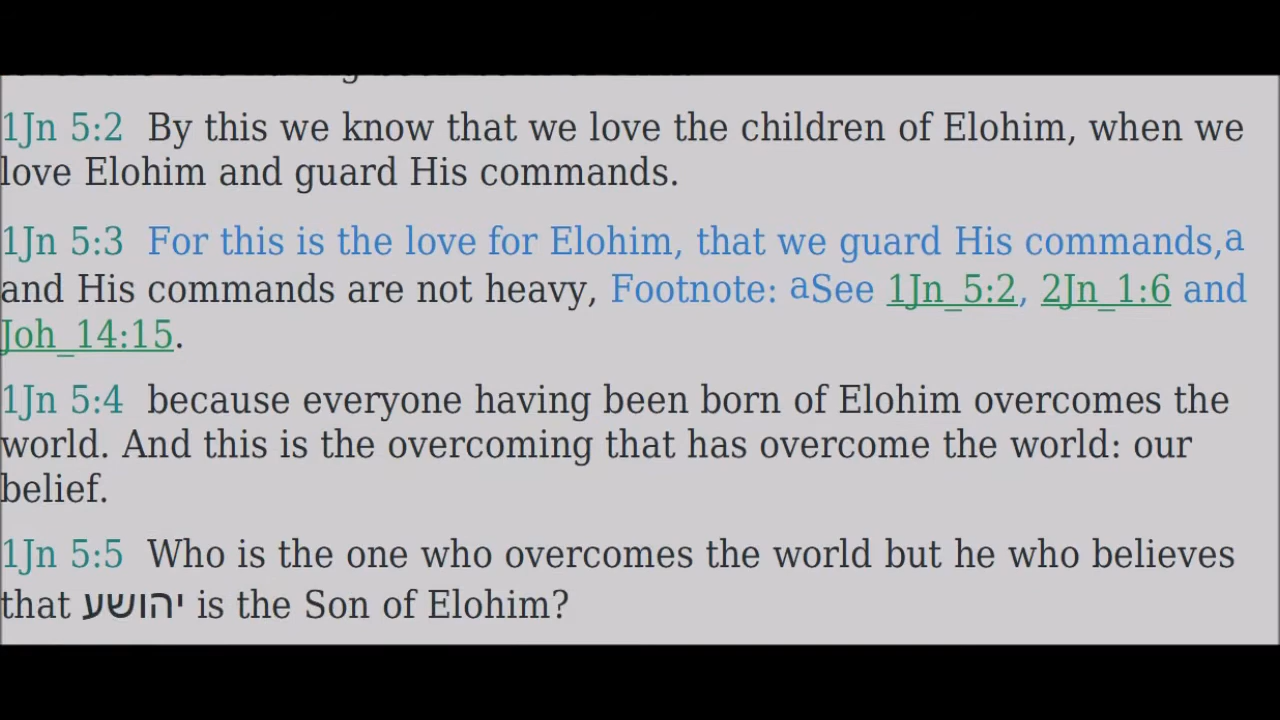 1Jn 5:2 By this we know that we love the children of Elohim, when we
love Elohim and guard His commands.
1Jn 5:3 For this is the love for Elohim, that we guard His commands,a
and His commands are not heavy, Footnote: aSee 1Jn_5:2, 2Jn_1:6 and
Joh_14:15.
1Jn 5:4 because everyone having been born of Elohim overcomes the
world. And this is the overcoming that has overcome the world: our
belief.
1Jn 5:5 Who is the one who overcomes the world but he who believes
that יהושע is the Son of Elohim?